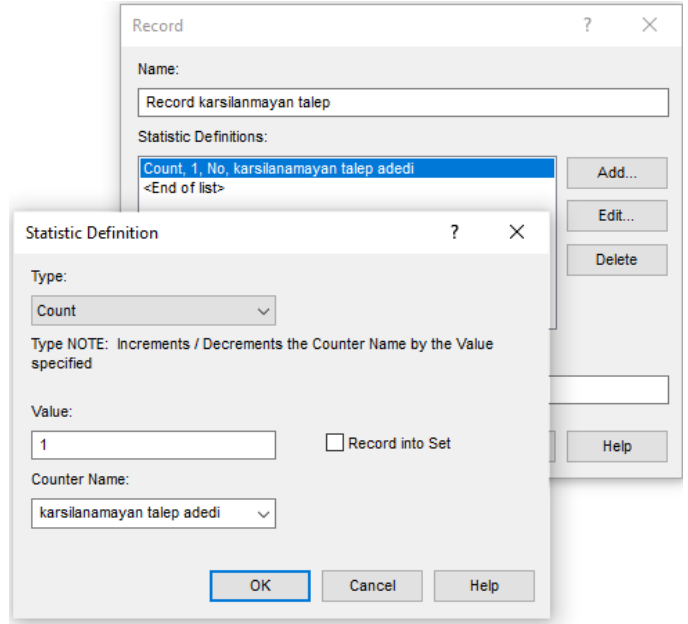 Record
?
Name:
Record karsilanmayan talep
Statistic Definitions:
Count, 1, No, karsilanamayan talep adedi
<End of list>
Add...
Edit...
Delete
Help
Statistic Definition
?
Type:
Count
Type NOTE: Increments / Decrements the Counter Name by the Value
specified
Value:
1
Record into Set
Counter Name:
karsilanamayan talep adedi
OK
Cancel
Help